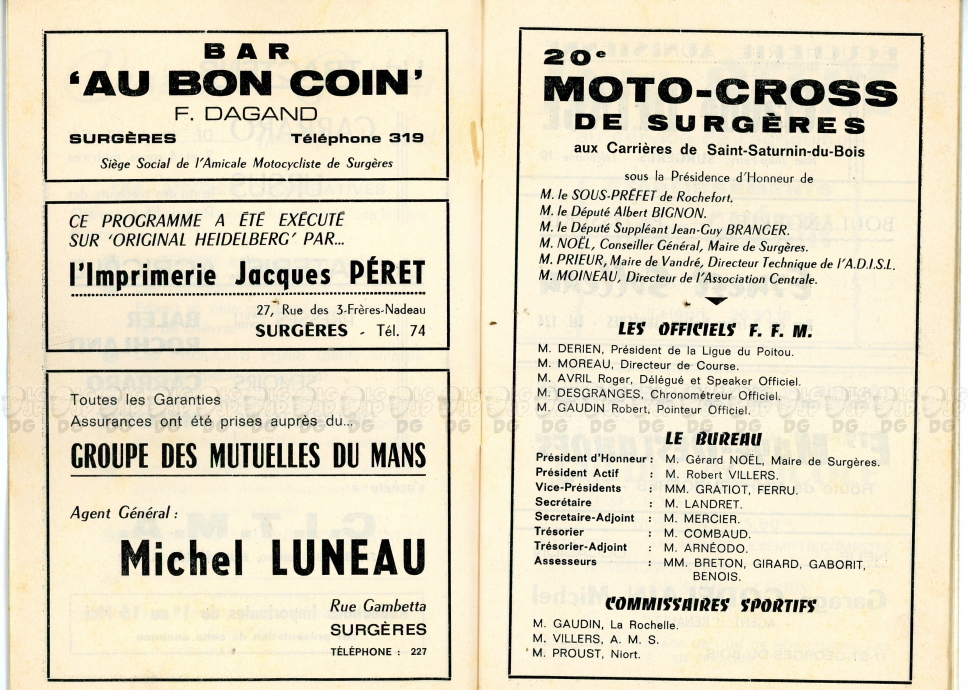 BAR
'AU BON COIN'
F. DAGAND
SURGÈRES Téléphone 319
Siège Social de l'Amicale Motocycliste de Surgères
CE PROGRAMME A ÉTÉ EXÉCUTÉ
SUR 'ORIGINAL HEIDELBERG' PAR...
l'Imprimerie Jacques PÉRET
27, Rue des 3-Frères-Nadeau
SURGÈRES - Tél. 74
Toutes les Garanties
Assurances ont été prises auprès du...
GROUPE DES MUTUELLES DU MANS
Agent Général :
Michel LUNEAU
Rue Gambetta
SURGÈRES
TÉLÉPHONE : 227
20e
MOTO-CROSS
DE SURGÈRES
aux Carrières de Saint-Saturnin-du-Bois
sous la Présidence d'Honneur de
M. le SOUS-PRÉFET de Rochefort.
M. le Député Albert BIGNON.
M. le Député Suppléant Jean-Guy BRANGER.
M. NOËL, Conseiller Général, Maire de Surgères.
M. PRIEUR, Maire de Vandré, Directeur Technique de l'A.D.I.S.L.
M. MOINEAU, Directeur de l'Association Centrale.
LES OFFICIELS F. F. M.
M. DERIEN, Président de la Ligue du Poitou.
M. MOREAU, Directeur de Course.
M. AVRIL Roger, Délégué et Speaker Officiel.
M. DESGRANGES, Chronométreur Officiel.
M. GAUDIN Robert, Pointeur Officiel.
LE BUREAU
Président d'Honneur : M. Gérard NOËL, Maire de Surgères.
Président Actif : M. Robert VILLERS.
Vice-Présidents : MM. GRATIOT, FERRU.
Secrétaire : M. LANDRET.
Secretaire-Adjoint : M. MERCIER.
Trésorier : M. COMBAUD.
Trésorier-Adjoint : M. ARNÉODO.
Assesseurs : MM. BRETON, GIRARD, GABORIT,
BENOIS.
COMMISSAIRES SPORTIFS
M. GAUDIN, La Rochelle.
M. VILLERS, A. M. S.
M. PROUST, Niort.